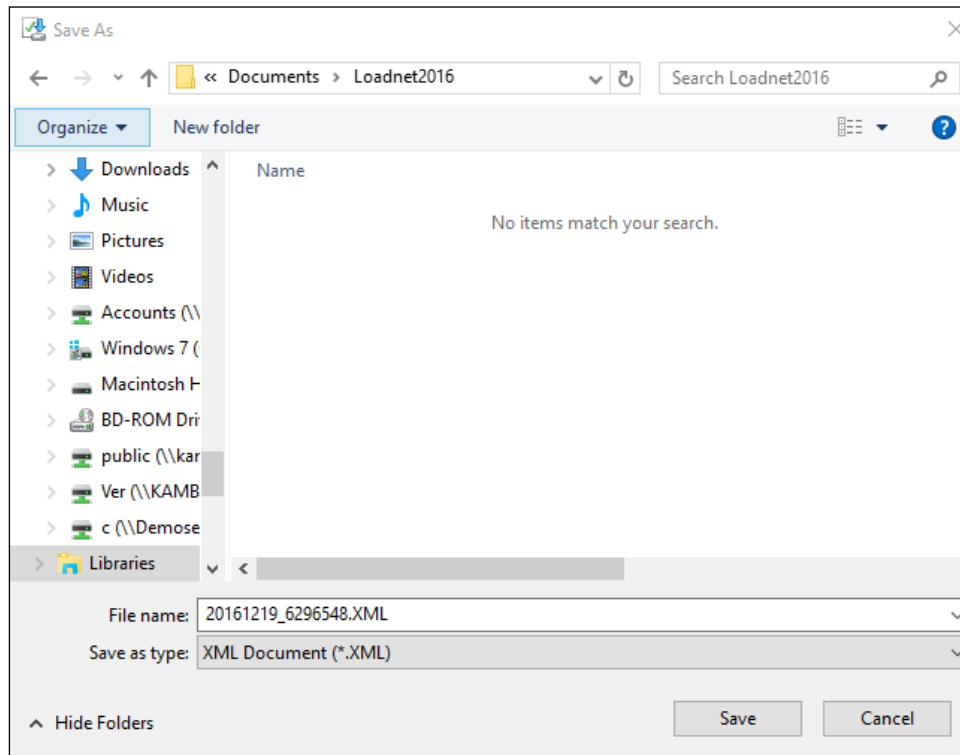 Save As
« Documents > Loadnet2016
Search Loadnet2016
Organize
New folder
?
Downloads
Name
Music
No items match your search.
Pictures
Videos
Accounts (\\
Windows 7 (
Macintosh H
BD-ROM Dri
public (\\kar
Ver (\\KAMB
c (\\Demose
Libraries
File name: 20161219_6296548.XML
Save as type: XML Document (*.XML)
Hide Folders
Save
Cancel